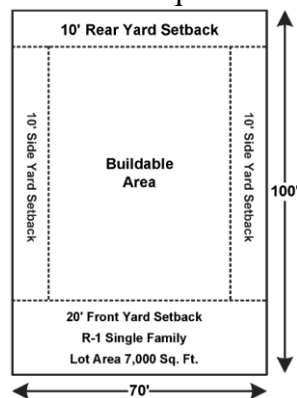 10' Rear Yard Setback
10' Side Yard Setback
Buildable
Area
10' Side Yard Setback
100'
20' Front Yard Setback
R-1 Single Family
Lot Area 7,000 Sq. Ft.
70'